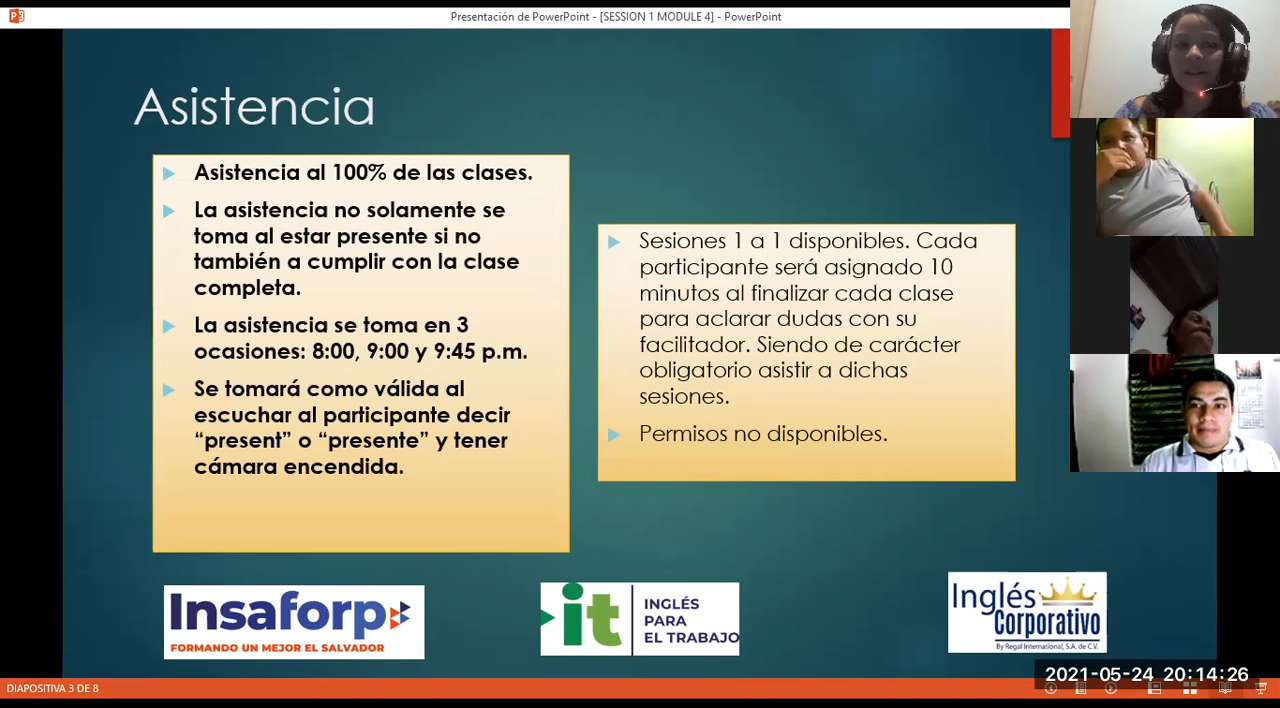 Presentación de PowerPoint - [SESSION 1 MODULE 4] - PowerPoint
Asistencia
Asistencia al 100% de las clases.
La asistencia no solamente se
toma al estar presente si no
también a cumplir con la clase
completa.
La asistencia se toma en 3
ocasiones: 8:00, 9:00 y 9:45 p.m.
Se tomará como válida al
escuchar al participante decir
“present” o “presente” y tener
cámara encendida.
Sesiones 1 a 1 disponibles. Cada
participante será asignado 10
minutos al finalizar cada clase
para aclarar dudas con su
facilitador. Siendo de carácter
obligatorio asistir a dichas
sesiones.
Permisos no disponibles.
Insaforp
FORMANDO UN MEJOR EL SALVADOR
it
INGLÉS
PARA
EL TRABAJO
Inglés
Corporativo
By Regal International, S.A. de C.V.
2021-05-24 20:14:26
DIAPOSITIVA 3 DE 8